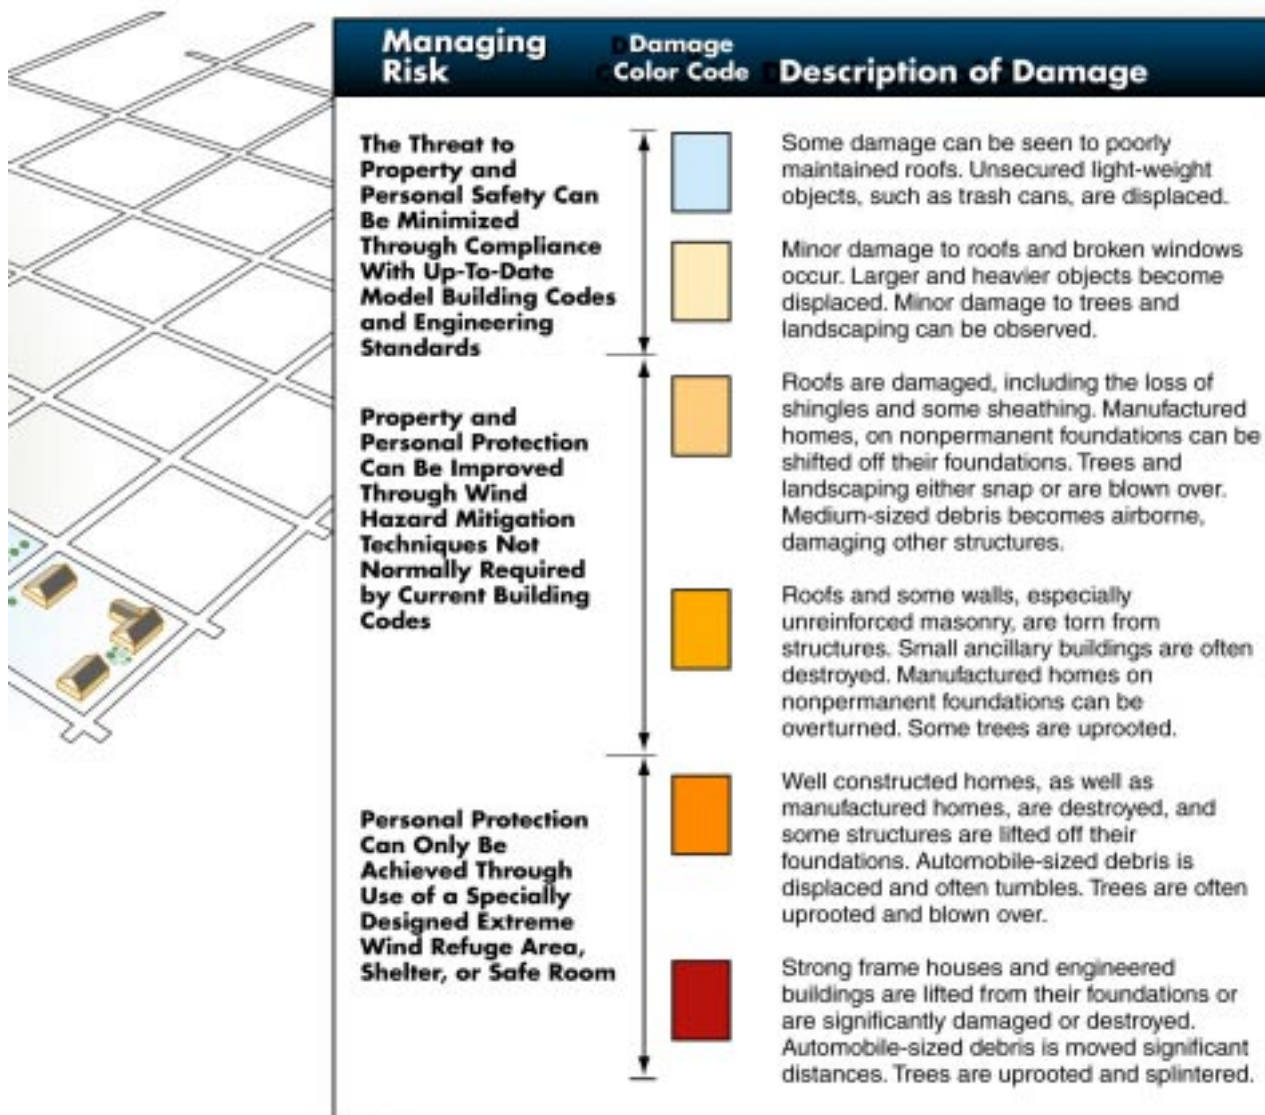 Managing
Risk
Damage
Color Code
Description of Damage
The Threat to
Property and
Personal Safety Can
Be Minimized
Through Compliance
With Up-To-Date
Model Building Codes
and Engineering
Standards
Some damage can be seen to poorly
maintained roofs. Unsecured light-weight
objects, such as trash cans, are displaced.
Minor damage to roofs and broken windows
occur. Larger and heavier objects become
displaced. Minor damage to trees and
landscaping can be observed.
Property and
Personal Protection
Can Be Improved
Through Wind
Hazard Mitigation
Techniques Not
Normally Required
by Current Building
Codes
Roofs are damaged, including the loss of
shingles and some sheathing. Manufactured
homes, on nonpermanent foundations can be
shifted off their foundations. Trees and
landscaping either snap or are blown over.
Medium-sized debris becomes airborne,
damaging other structures.
Roofs and some walls, especially
unreinforced masonry, are torn from
structures. Small ancillary buildings are often
destroyed. Manufactured homes on
nonpermanent foundations can be
overturned. Some trees are uprooted.
Personal Protection
Can Only Be
Achieved Through
Use of a Specially
Designed Extreme
Wind Refuge Area,
Shelter, or Safe Room
Well constructed homes, as well as
manufactured homes, are destroyed, and
some structures are lifted off their
foundations. Automobile-sized debris is
displaced and often tumbles. Trees are often
uprooted and blown over.
Strong frame houses and engineered
buildings are lifted from their foundations or
are significantly damaged or destroyed.
Automobile-sized debris is moved significant
distances. Trees are uprooted and splintered.